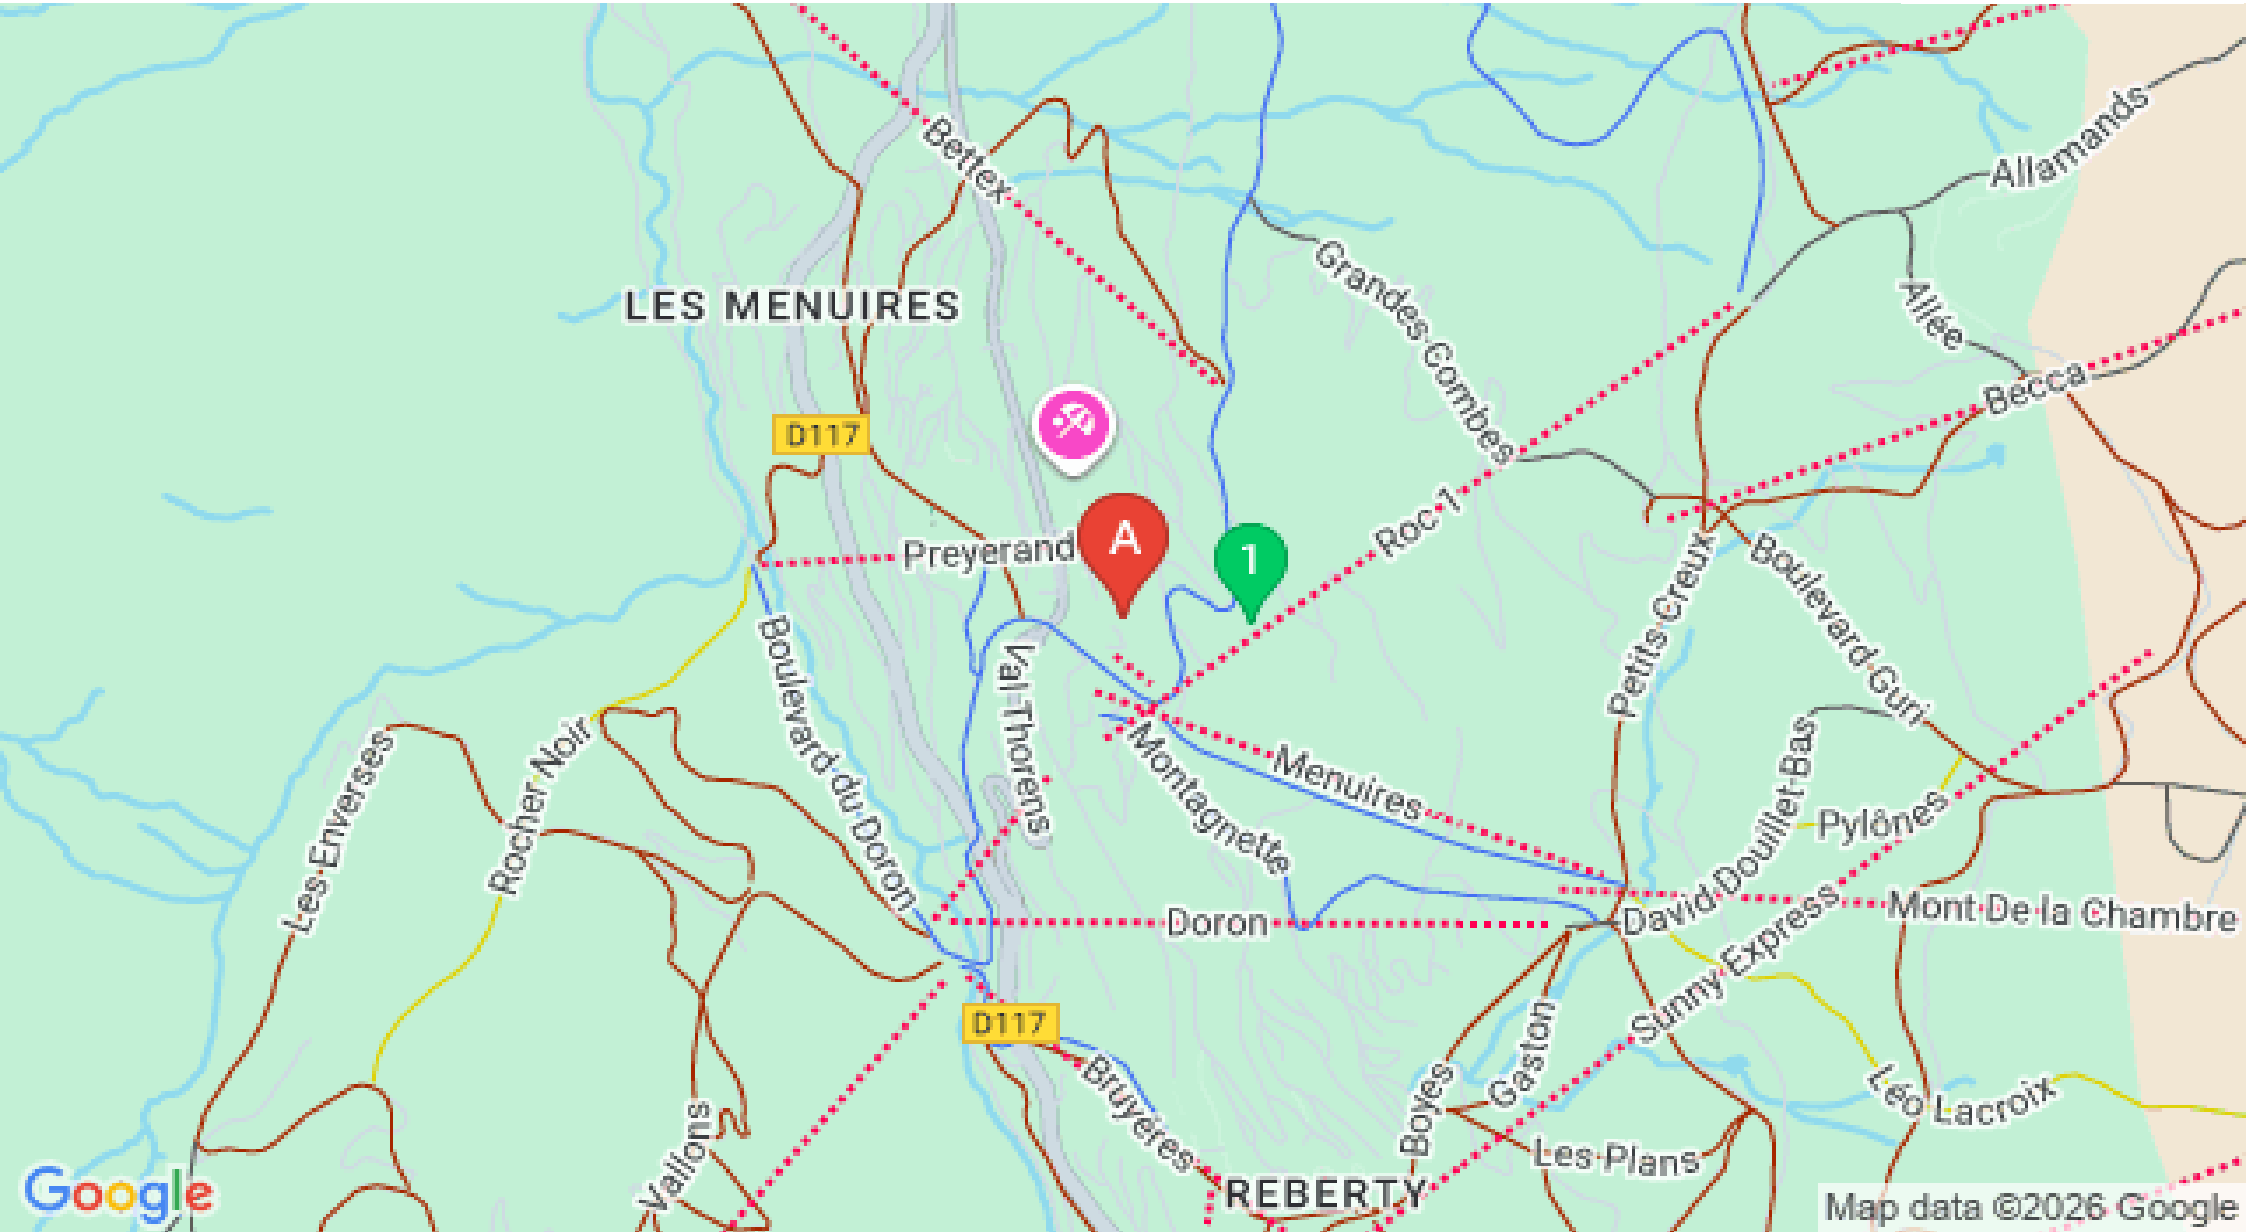 Bettex
Allamands
Grandes Combes
LES MENUIRES
Allée
Becca
D117
A
1
Roc 1
Preyerand
Petits Creux
Boulevard Guri
Boulevard du Doron
Val Thorens
Les Enverses
Rocher Noir
Montagnette
Menuires
David Douillet Bas
Pylônes
Doron
Mont De la Chambre
Sunny Express
D117
Bruyéres
Gaston
Boyes
Léo Lacroix
Vallons
Les Plans
REBERTY
Google
Map data ©2026 Google